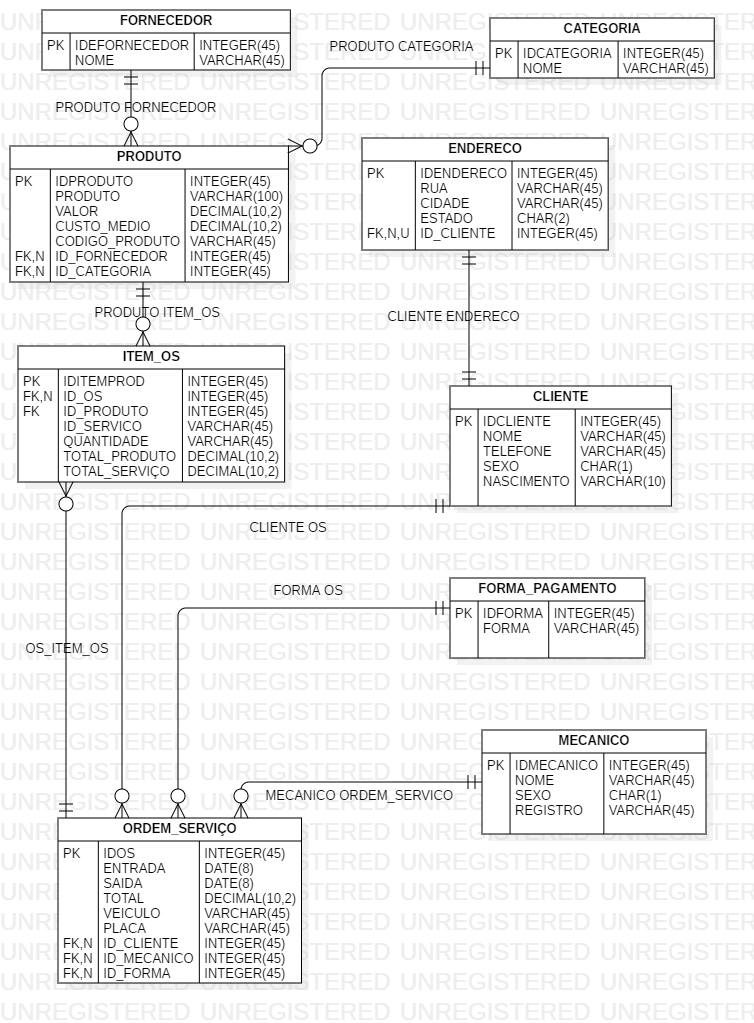 FORNECEDOR
PK IDEFORNECEDOR INTEGER(45)
NOME VARCHAR(45)
PRODUTO FORNECEDOR
PRODUTO CATEGORIA
CATEGORIA
PK IDCATEGORIA INTEGER(45)
NOME VARCHAR(45)
PRODUTO
PK IDPRODUTO INTEGER(45)
PRODUTO VARCHAR(100)
VALOR DECIMAL(10,2)
CUSTO_MEDIO DECIMAL(10,2)
CODIGO_PRODUTO VARCHAR(45)
FK,N ID_FORNECEDOR INTEGER(45)
FK,N ID_CATEGORIA INTEGER(45)
ENDERECO
PK IDENDERECO INTEGER(45)
RUA VARCHAR(45)
CIDADE VARCHAR(45)
ESTADO CHAR(2)
FK,N,U ID_CLIENTE INTEGER(45)
PRODUTO ITEM_OS
CLIENTE ENDERECO
ITEM_OS
PK IDITEMPROD INTEGER(45)
FK,N ID_OS INTEGER(45)
FK ID_PRODUTO INTEGER(45)
ID_SERVICO VARCHAR(45)
QUANTIDADE VARCHAR(45)
TOTAL_PRODUTO DECIMAL(10,2)
TOTAL_SERVIÇO DECIMAL(10,2)
CLIENTE
PK IDCLIENTE INTEGER(45)
NOME VARCHAR(45)
TELEFONE VARCHAR(45)
SEXO CHAR(1)
NASCIMENTO VARCHAR(10)
CLIENTE OS
FORMA OS
FORMA_PAGAMENTO
PK IDFORMA INTEGER(45)
FORMA VARCHAR(45)
OS_ITEM_OS
MECANICO
PK IDMECANICO INTEGER(45)
NOME VARCHAR(45)
SEXO CHAR(1)
REGISTRO VARCHAR(45)
MECANICO ORDEM_SERVICO
ORDEM_SERVIÇO
PK IDOS INTEGER(45)
ENTRADA DATE(8)
SAIDA DATE(8)
TOTAL DECIMAL(10,2)
VEICULO VARCHAR(45)
PLACA VARCHAR(45)
FK,N ID_CLIENTE INTEGER(45)
FK,N ID_MECANICO INTEGER(45)
FK,N ID_FORMA INTEGER(45)
UNREGISTERED UNREGISTERED UNREGISTERED UNREGISTERED